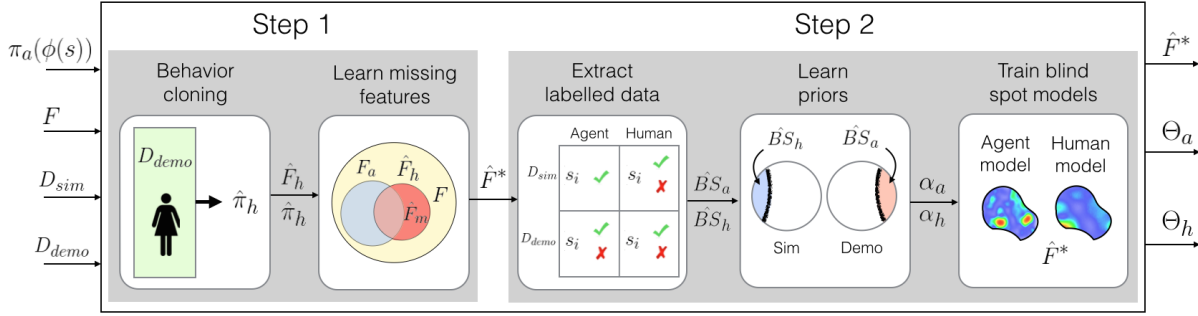 Step 1
Step 2
π_a(ϕ(s))
F
D_sim
D_demo
Behavior
cloning
D_demo
π̂_h
F̂_h
π̂_h
Learn missing
features
F_a
F̂_h
F
F̂_m
F̂*
Extract
labelled data
Agent
Human
D_sim
s_i ✓
s_i ✓ ✗
D_demo
s_i ✓ ✗
s_i ✓ ✗
B̂S_a
B̂S_h
Learn
priors
B̂S_h
B̂S_a
Sim
Demo
α_a
α_h
Train blind
spot models
Agent
model
Human
model
F̂*
F̂*
Θ_a
Θ_h